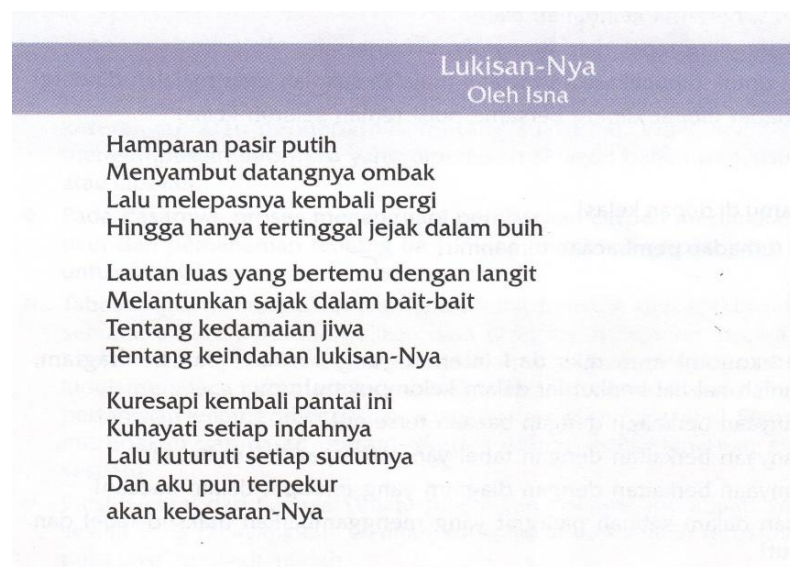 Lukisan-Nya
Oleh Isna
Hamparan pasir putih
Menyambut datangnya ombak
Lalu melepasnya kembali pergi
Hingga hanya tertinggal jejak dalam buih
Lautan luas yang bertemu dengan langit
Melantunkan sajak dalam bait-bait
Tentang kedamaian jiwa
Tentang keindahan lukisan-Nya
Kuresapi kembali pantai ini
Kuhayati setiap indahnya
Lalu kuturuti setiap sudutnya
Dan aku pun terpekur
akan kebesaran-Nya